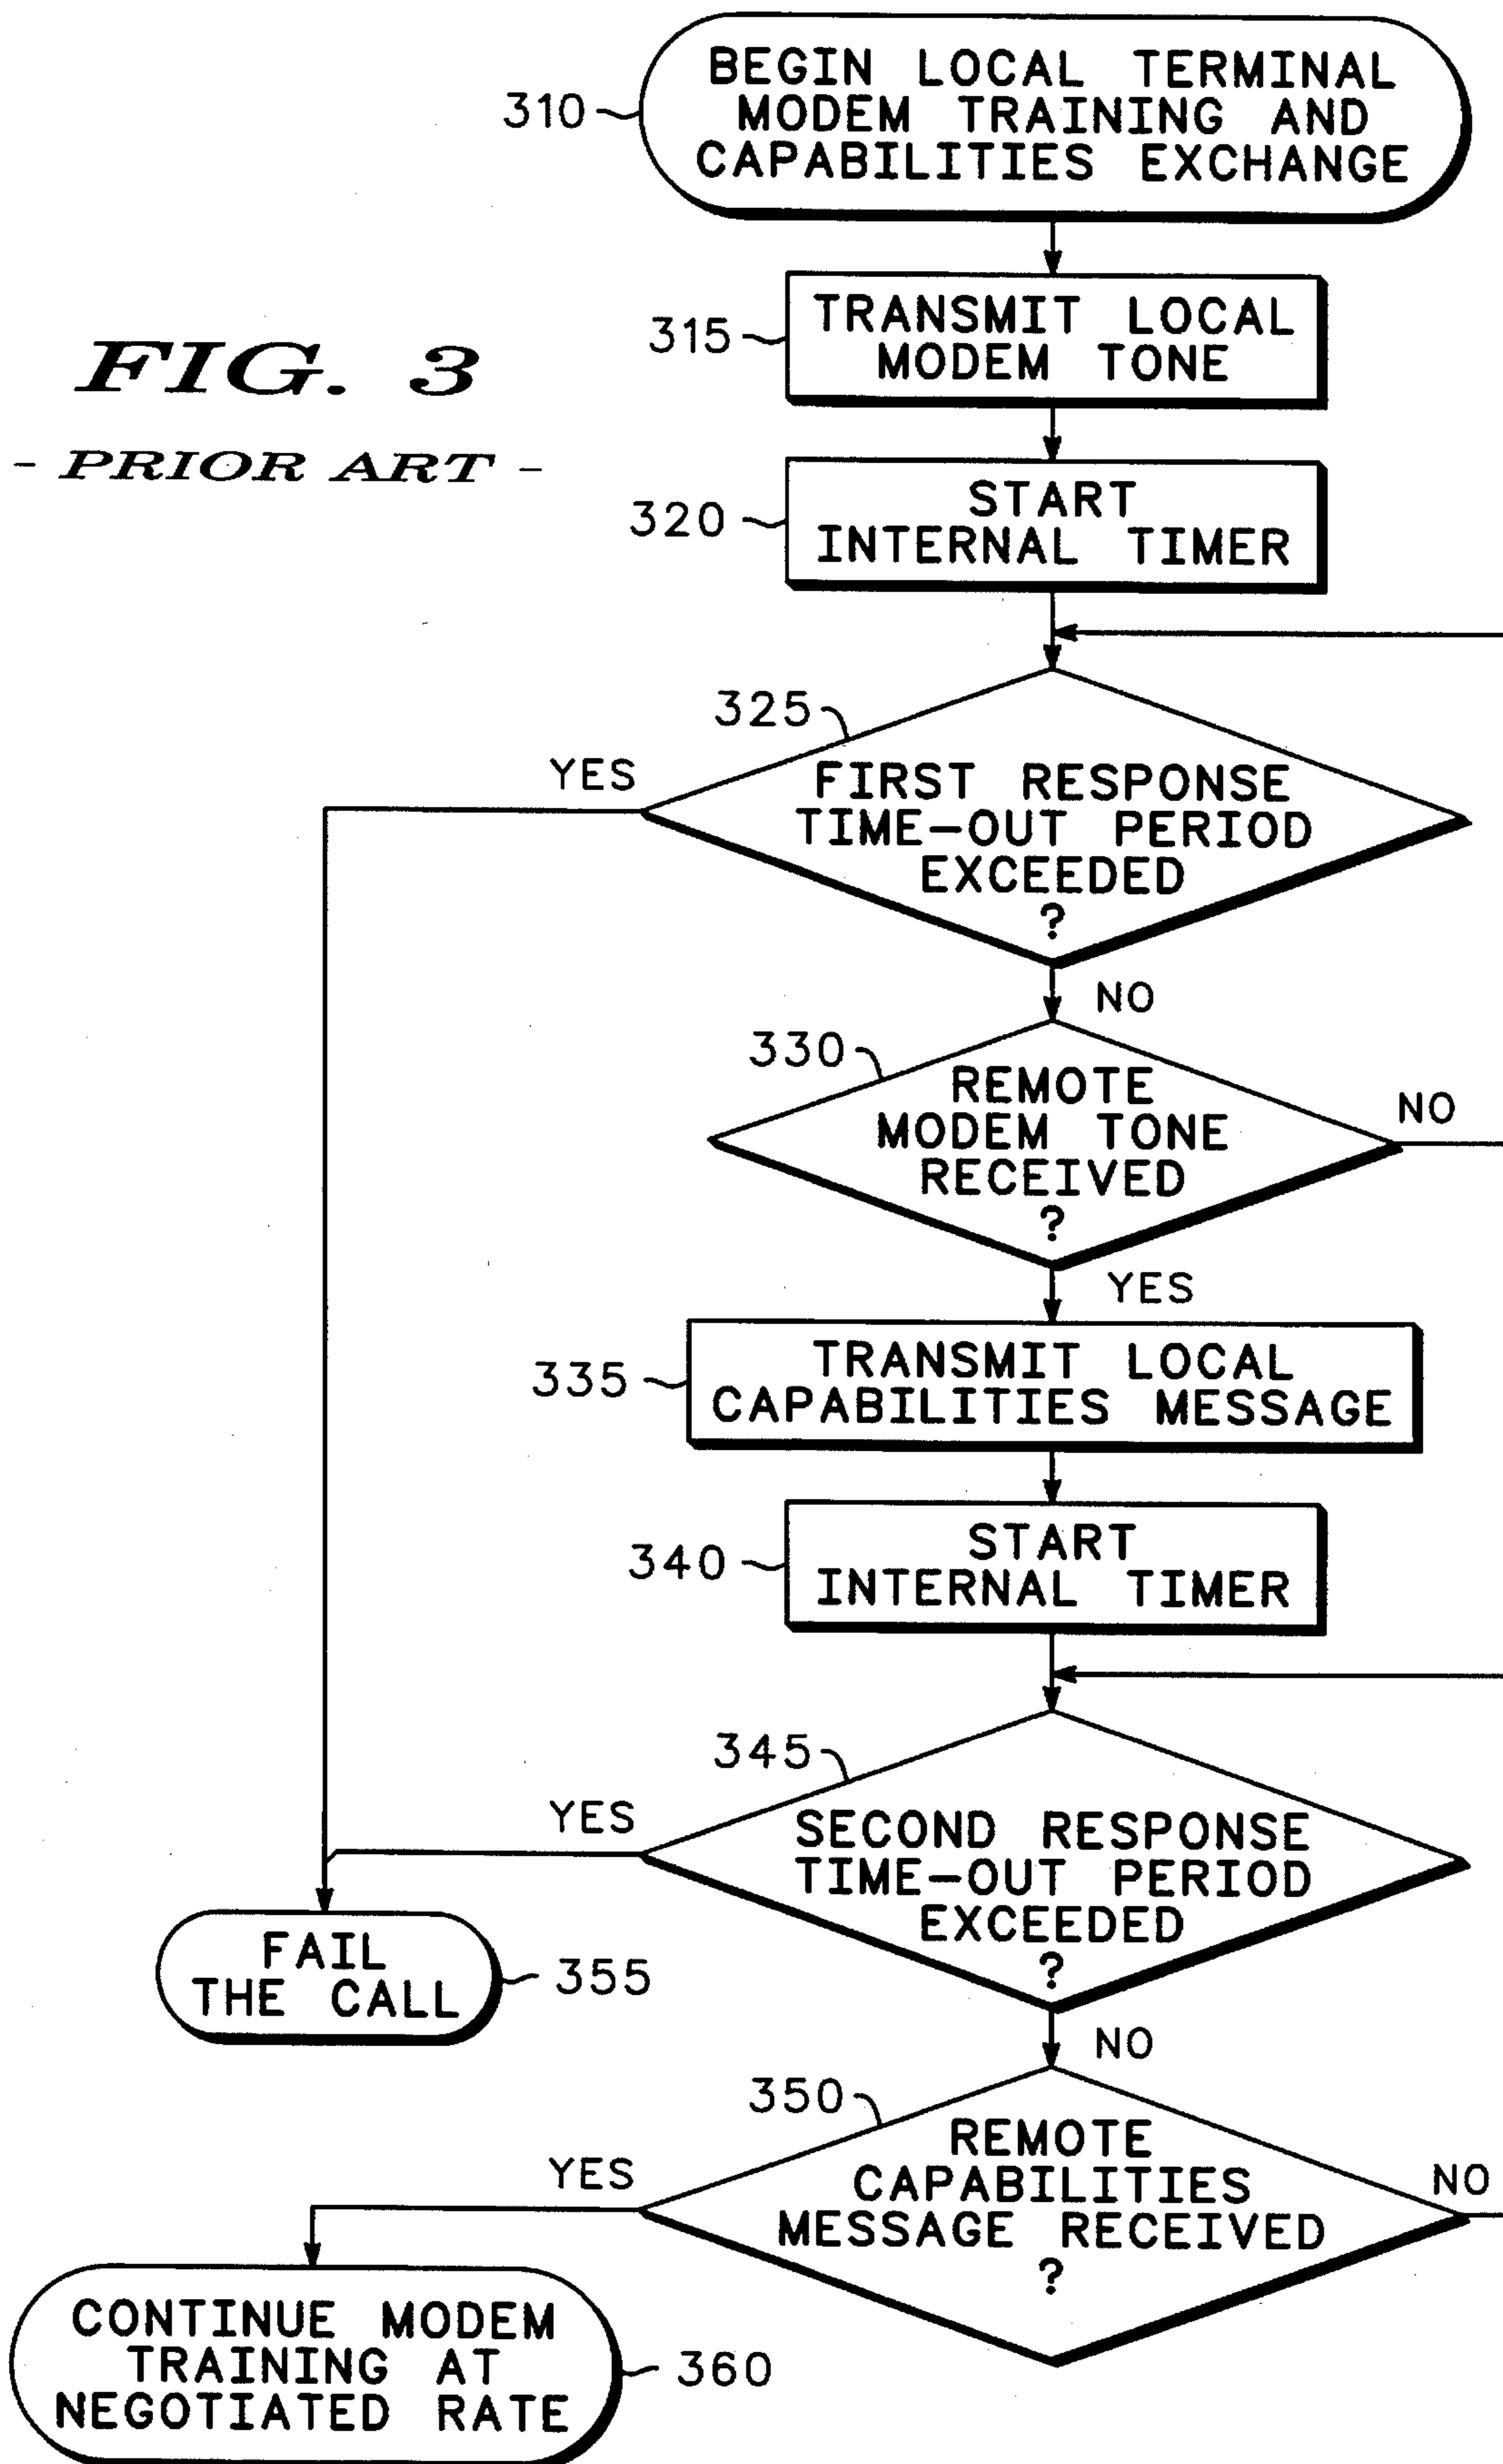 BEGIN LOCAL TERMINAL
MODEM TRAINING AND
CAPABILITIES EXCHANGE
310
TRANSMIT LOCAL
MODEM TONE
315
FIG. 3
- PRIOR ART -
START
INTERNAL TIMER
320
325
YES
FIRST RESPONSE
TIME-OUT PERIOD
EXCEEDED
?
NO
330
REMOTE
MODEM TONE
RECEIVED
?
NO
YES
335
TRANSMIT LOCAL
CAPABILITIES MESSAGE
340
START
INTERNAL TIMER
345
YES
SECOND RESPONSE
TIME-OUT PERIOD
EXCEEDED
?
FAIL
THE CALL
355
NO
350
YES
REMOTE
CAPABILITIES
MESSAGE RECEIVED
?
NO
CONTINUE MODEM
TRAINING AT
NEGOTIATED RATE
360